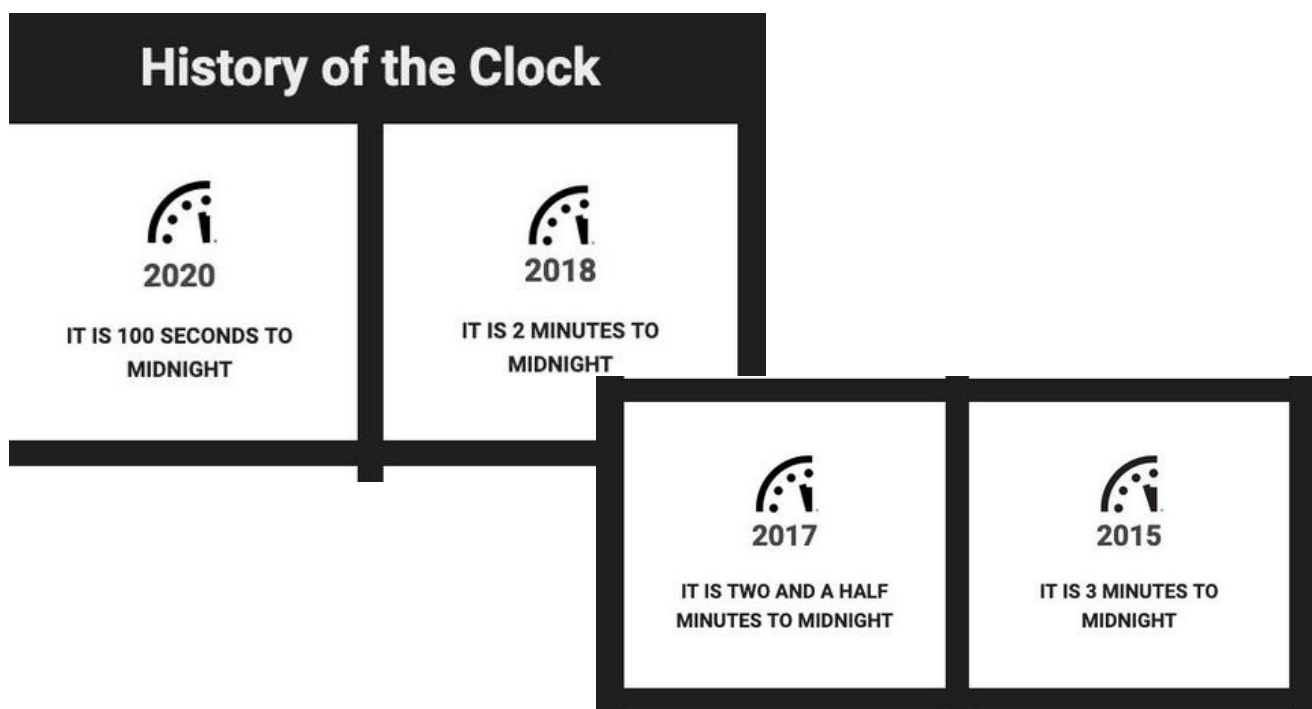 History of the Clock
2020
IT IS 100 SECONDS TO
MIDNIGHT
2018
IT IS 2 MINUTES TO
MIDNIGHT
2017
IT IS TWO AND A HALF
MINUTES TO MIDNIGHT
2015
IT IS 3 MINUTES TO
MIDNIGHT